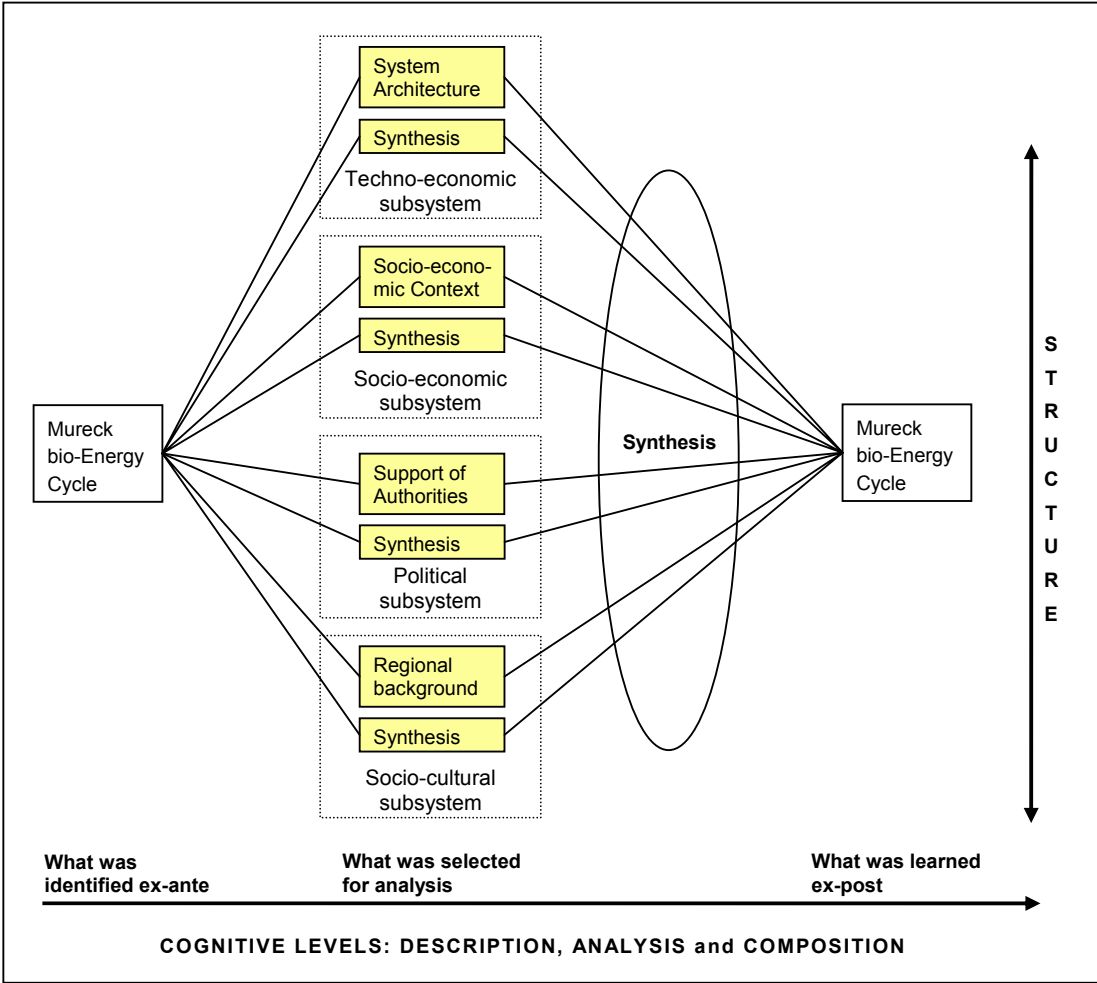 System
Architecture
Synthesis
Techno-economic
subsystem
Socio-econo-
mic Context
Synthesis
Socio-economic
subsystem
Mureck
bio-Energy
Cycle
Support of
Authorities
Synthesis
Political
subsystem
Regional
background
Synthesis
Socio-cultural
subsystem
Synthesis
Mureck
bio-Energy
Cycle
STRUCTURE
What was
identified ex-ante
What was selected
for analysis
What was learned
ex-post
COGNITIVE LEVELS: DESCRIPTION, ANALYSIS and COMPOSITION